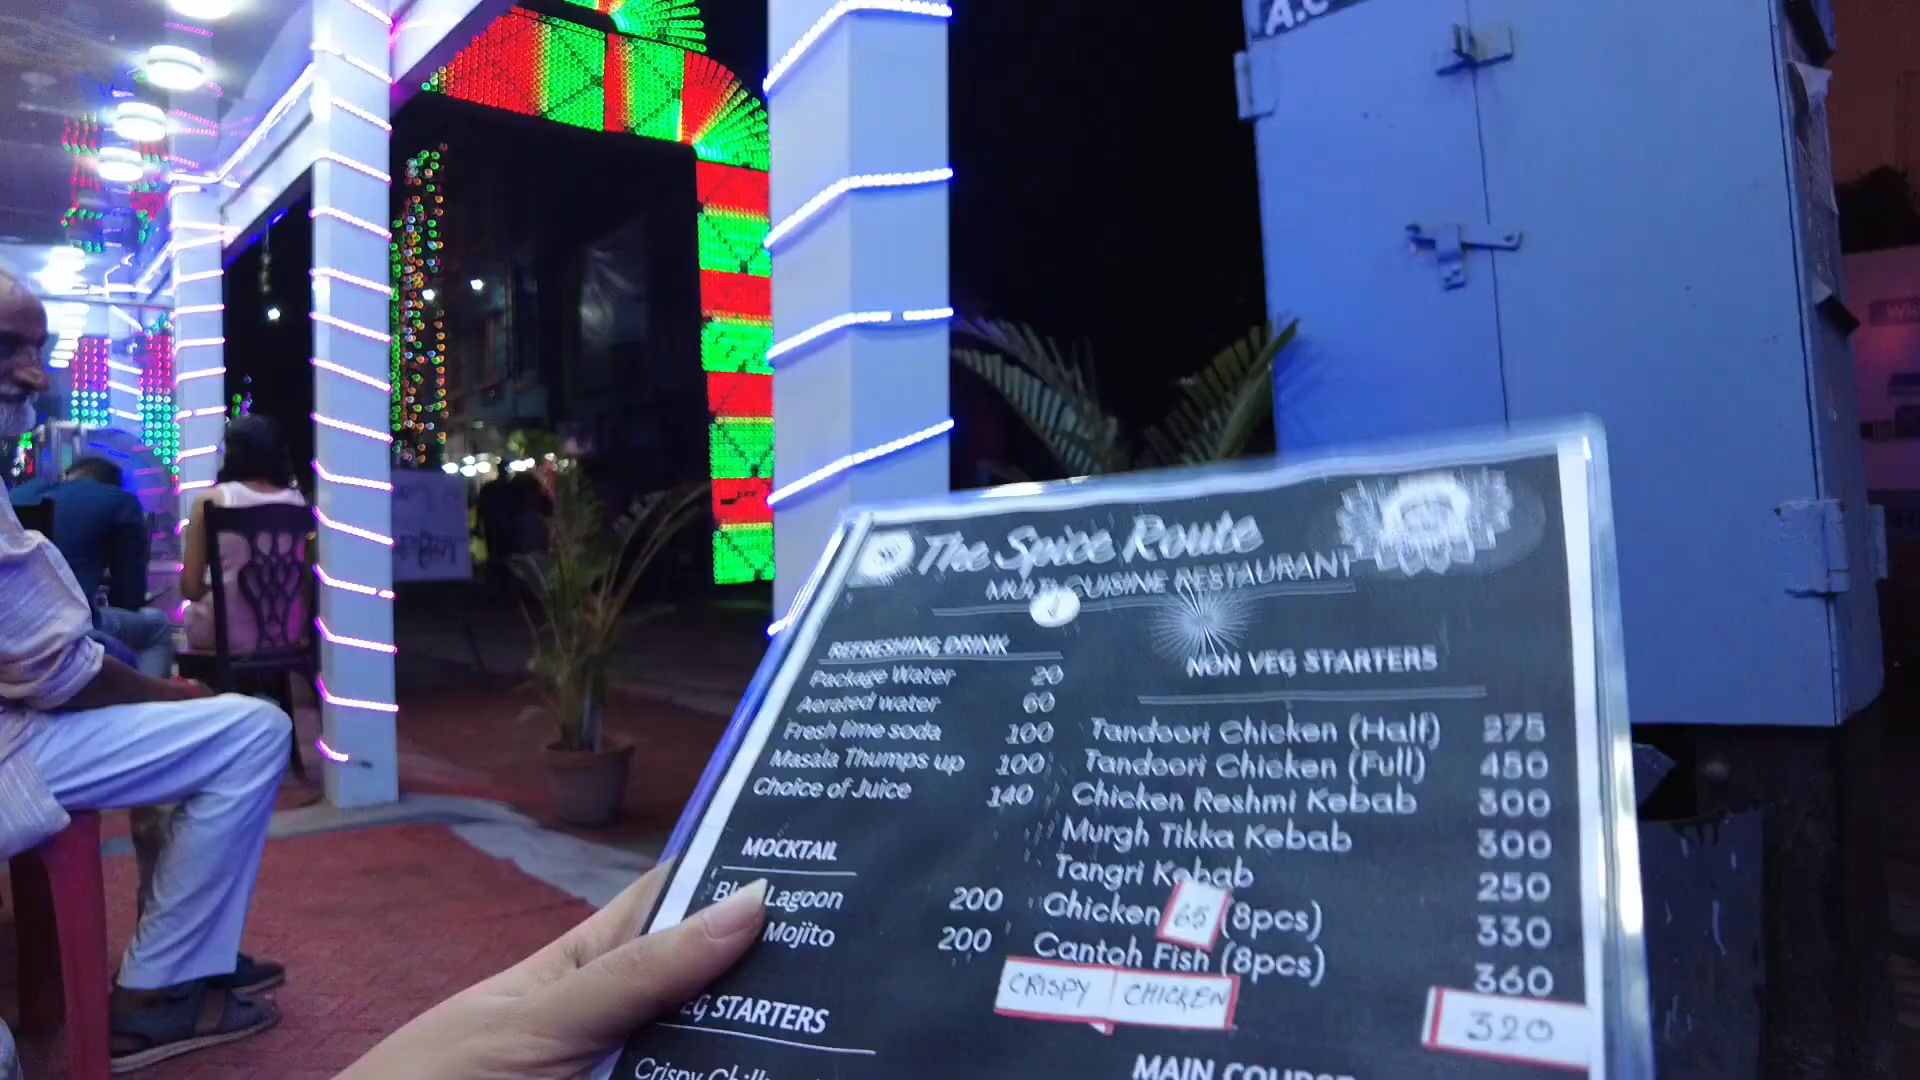 A.C
The Spice Route
MULTI CUISINE RESTAURANT
REFRESHING DRINK
Package Water 20
Aerated water 60
Fresh lime soda 100
Masala Thumps up 100
Choice of Juice 140
MOCKTAIL
Lagoon 200
Mojito 200
STARTERS
Crispy
NON VEG STARTERS
Tandoori Chicken (Half) 275
Tandoori Chicken (Full) 450
Chicken Reshmi Kebab 300
Murgh Tikka Kebab 300
Tangri Kebab 250
Chicken 65 (8pcs) 330
Cantoh Fish (8pcs) 360
CRISPY CHICKEN 320
MAIN COURSE